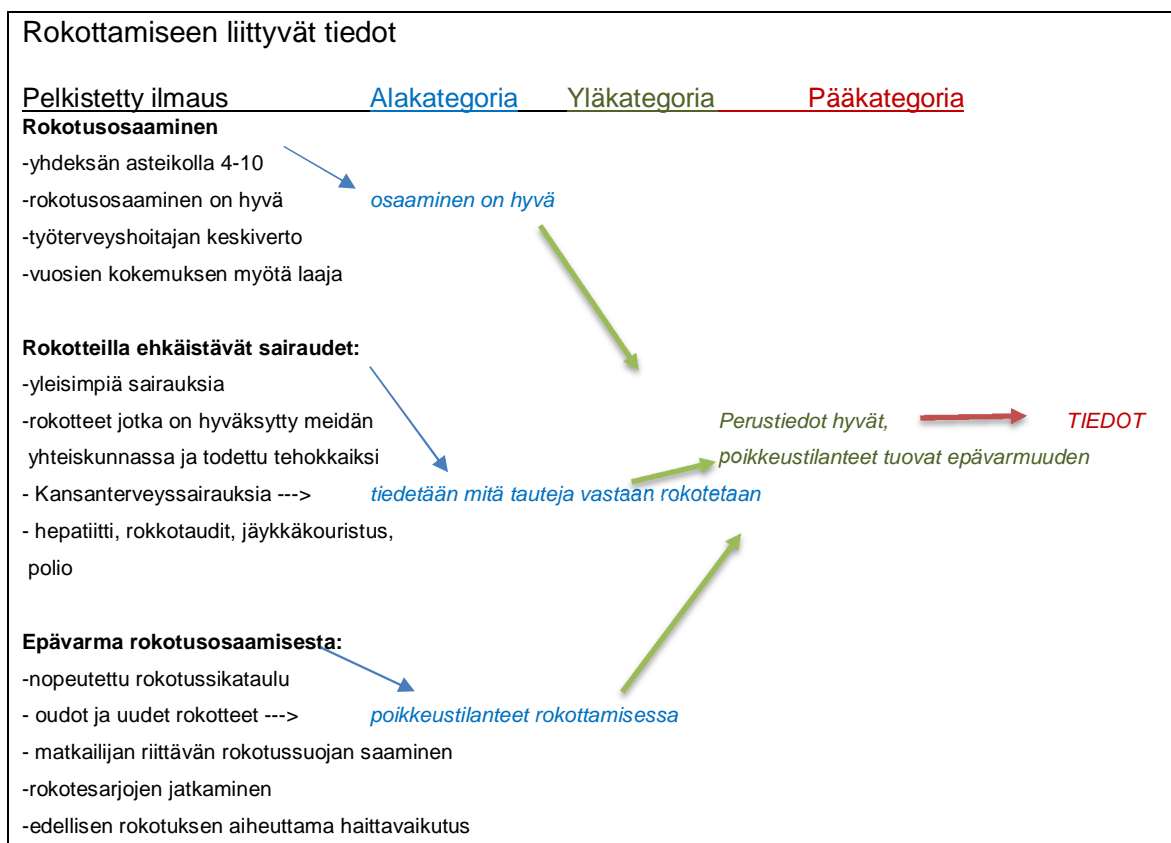 Rokottamiseen liittyvät tiedot
Pelkistetty ilmaus Alakategoria Yläkategoria Pääkategoria
Rokotusosaaminen
-yhdeksän asteikolla 4-10
-rokotusosaaminen on hyvä osaaminen on hyvä
-työterveyshoitajan keskiverto
-vuosien kokemuksen myötä laaja
Rokotteilla ehkäistävät sairaudet:
-yleisimpiä sairauksia
-rokotteet jotka on hyväksytty meidän Perustiedot hyvät, TIEDOT
yhteiskunnassa ja todettu tehokkaiksi poikkeustilanteet tuovat epävarmuuden
- Kansanterveyssairauksia ---> tiedetään mitä tauteja vastaan rokotetaan
- hepatiitti, rokkotaudit, jäykkäkouristus,
polio
Epävarma rokotusosaamisesta:
-nopeutettu rokotussikataulu
- oudot ja uudet rokotteet ---> poikkeustilanteet rokottamisessa
- matkailijan riittävän rokotussuojan saaminen
-rokotesarjojen jatkaminen
-edellisen rokotuksen aiheuttama haittavaikutus